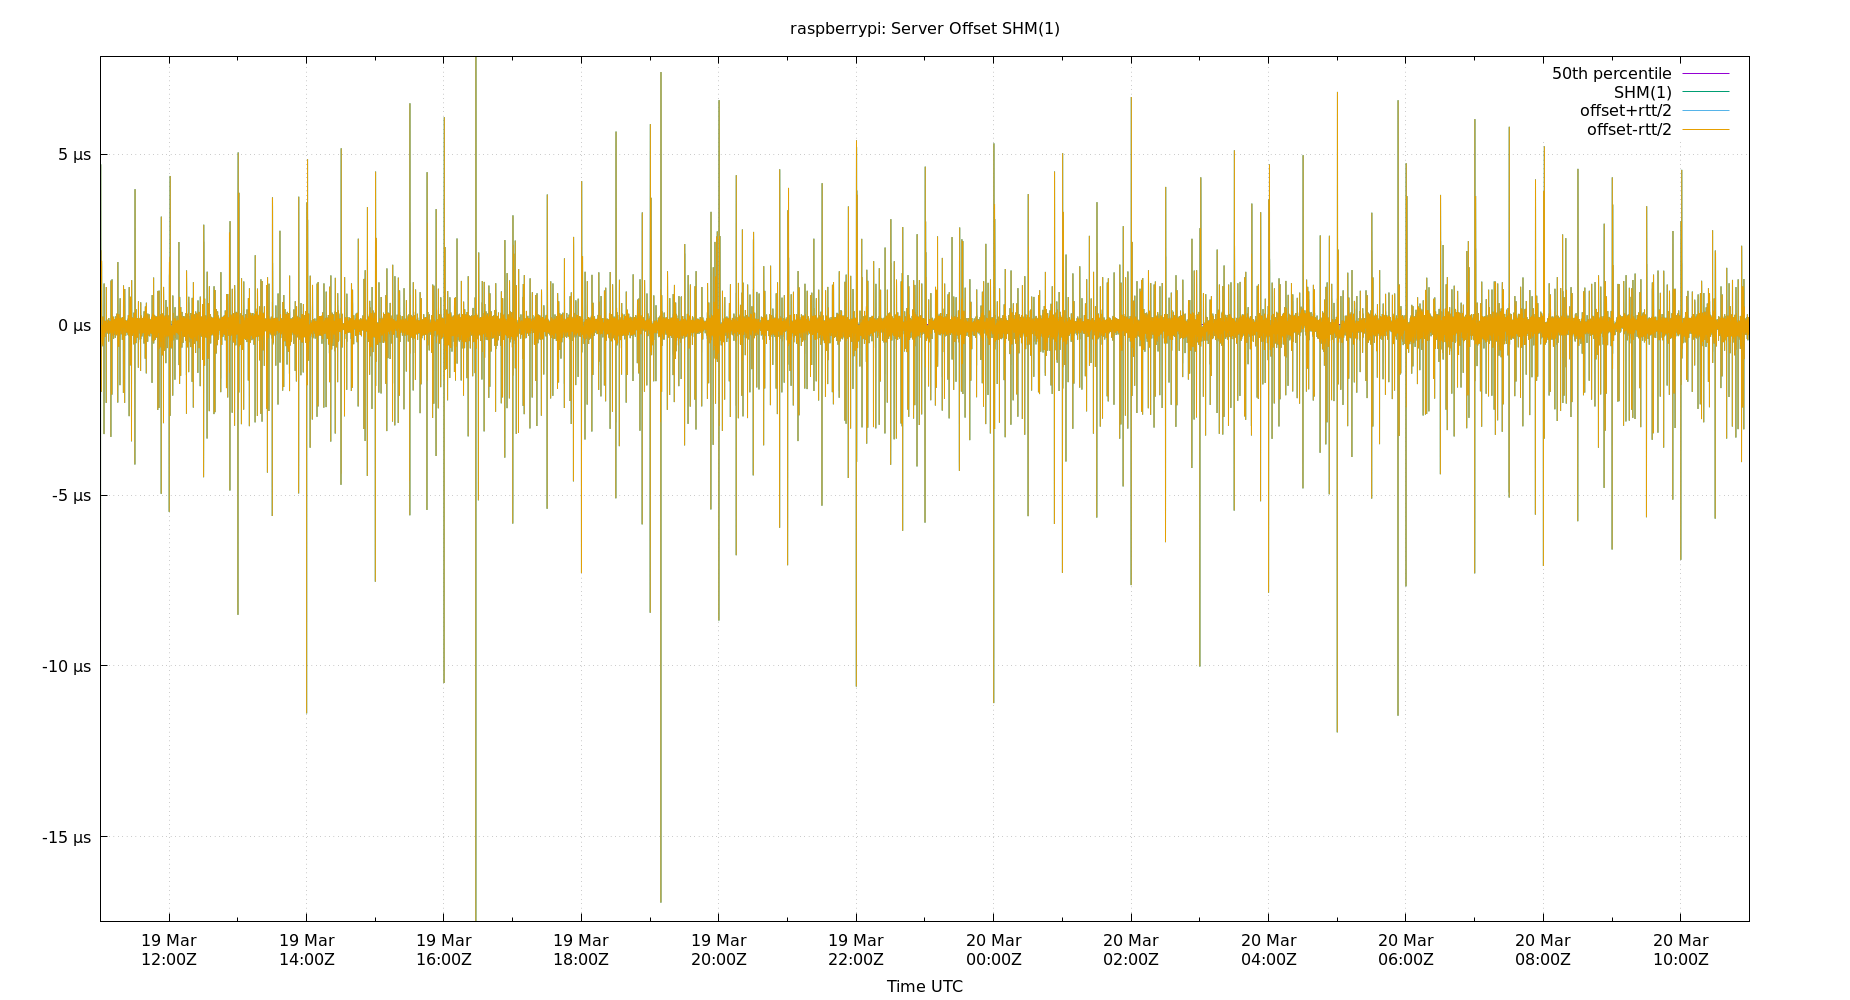 raspberrypi: Server Offset SHM(1)
50th percentile
SHM(1)
offset+rtt/2
offset-rtt/2
5 µs
0 µs
-5 µs
-10 µs
-15 µs
19 Mar 19 Mar 19 Mar 19 Mar 19 Mar 19 Mar 20 Mar 20 Mar 20 Mar 20 Mar 20 Mar 20 Mar
12:00Z 14:00Z 16:00Z 18:00Z 20:00Z 22:00Z 00:00Z 02:00Z 04:00Z 06:00Z 08:00Z 10:00Z
Time UTC